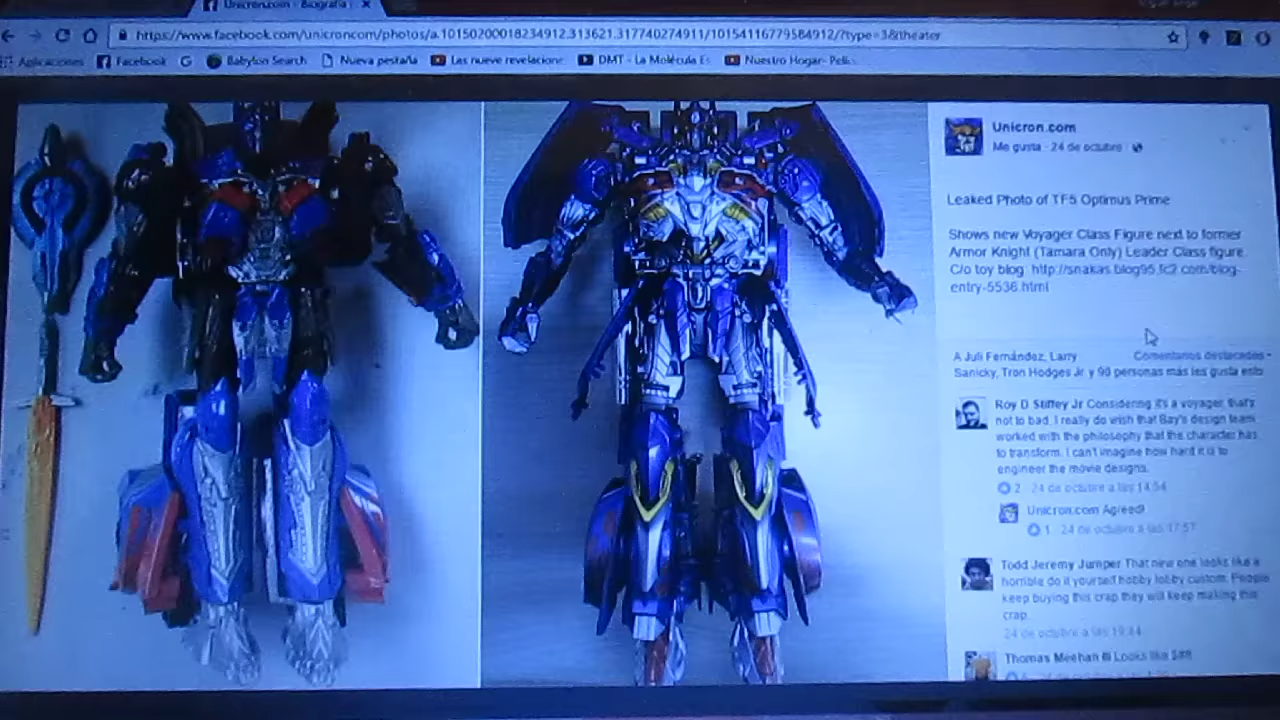 Unicron.com - Biografía
https://www.facebook.com/unicroncom/photos/a.10150200018234912.313621.317740274911/10154116779584912/?type=3&theater
Aplicaciones Facebook G Babylon Search Nueva pestaña Las nueve revelacione DMT - La Molécula Es Nuestro Hogar- Pelí
Unicron.com
Me gusta · 24 de octubre
Leaked Photo of TF5 Optimus Prime
Shows new Voyager Class Figure next to former
Armor Knight (Tamara Only) Leader Class figure.
C/o toy blog: http://snakas.blog95.fc2.com/blog-
entry-5536.html
A Juli Fernández, Larry
Comentarios destacados
Sanicky, Tron Hodges Jr. y 90 personas más les gusta esto
Roy D Stiffey Jr Considering it's a voyager, that's
not to bad. I really do wish that Bay's design team
worked with the philosophy that the character has
to transform. I can't imagine how hard it is to
engineer the movie designs.
2 · 24 de octubre a las 14:54
Unicron.com Agreed!
1 · 24 de octubre a las 17:57
Todd Jeremy Jumper That new one looks like a
horrible do it yourself hobby lobby custom. People
keep buying this crap they will keep making this
crap.
24 de octubre a las 19:44
Thomas Meehan III Looks like